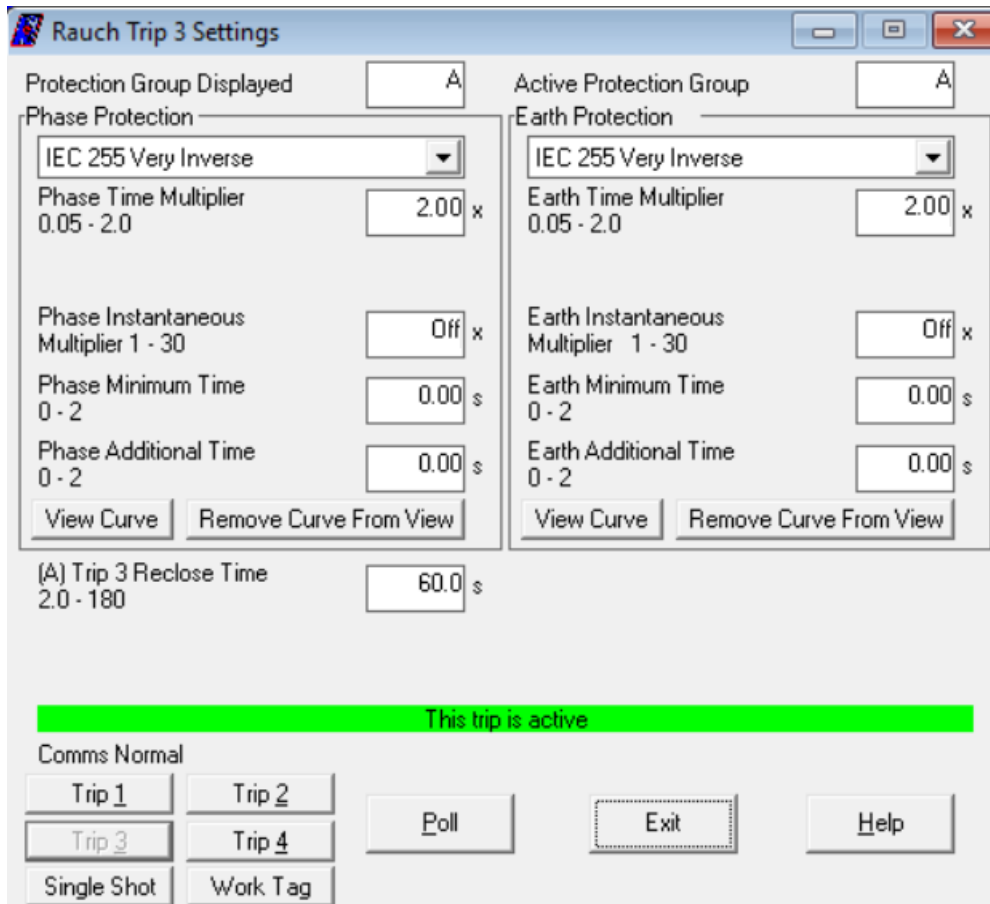 Rauch Trip 3 Settings
Protection Group Displayed A Active Protection Group A
Phase Protection Earth Protection
IEC 255 Very Inverse IEC 255 Very Inverse
Phase Time Multiplier 2.00 x Earth Time Multiplier 2.00 x
0.05 - 2.0 0.05 - 2.0
Phase Instantaneous Off x Earth Instantaneous Off x
Multiplier 1 - 30 Multiplier 1 - 30
Phase Minimum Time 0.00 s Earth Minimum Time 0.00 s
0 - 2 0 - 2
Phase Additional Time 0.00 s Earth Additional Time 0.00 s
0 - 2 0 - 2
View Curve Remove Curve From View View Curve Remove Curve From View
(A) Trip 3 Reclose Time 60.0 s
2.0 - 180
This trip is active
Comms Normal
Trip 1 Trip 2
Poll Exit Help
Trip 3 Trip 4
Single Shot Work Tag